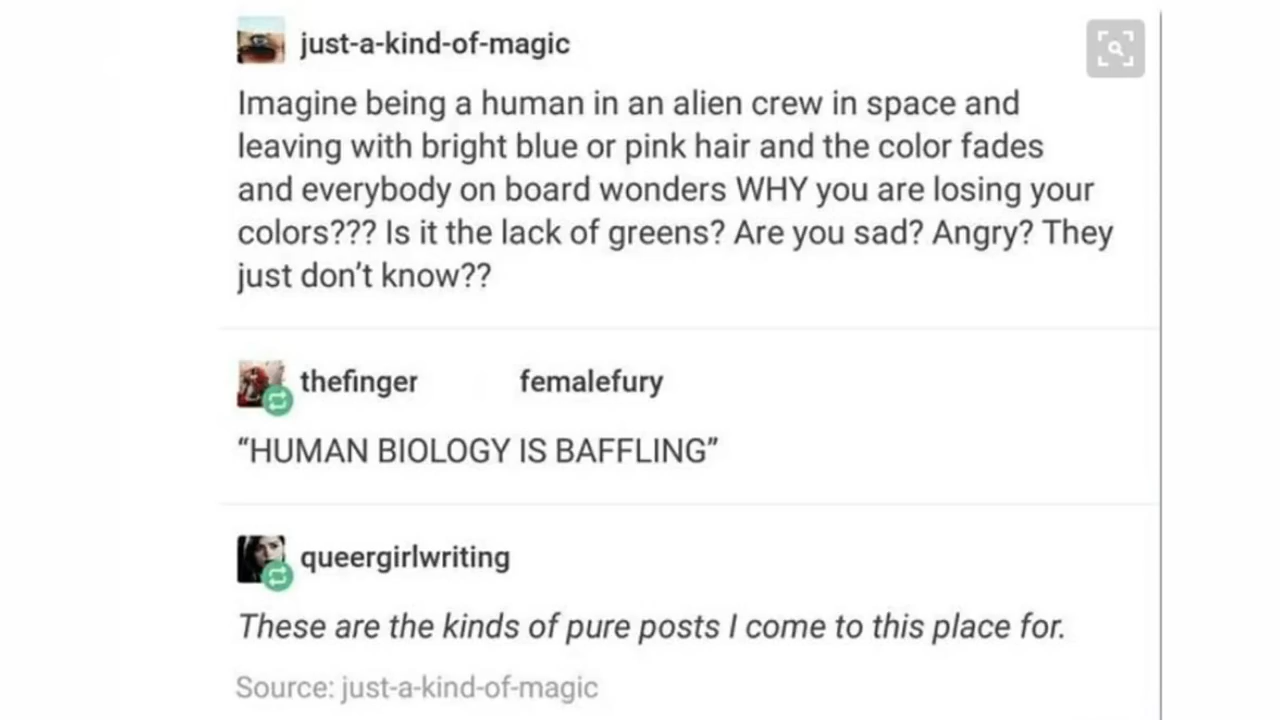 just-a-kind-of-magic
Imagine being a human in an alien crew in space and
leaving with bright blue or pink hair and the color fades
and everybody on board wonders WHY you are losing your
colors??? Is it the lack of greens? Are you sad? Angry? They
just don’t know??
thefinger femalefury
“HUMAN BIOLOGY IS BAFFLING”
queergirlwriting
These are the kinds of pure posts I come to this place for.
Source: just-a-kind-of-magic